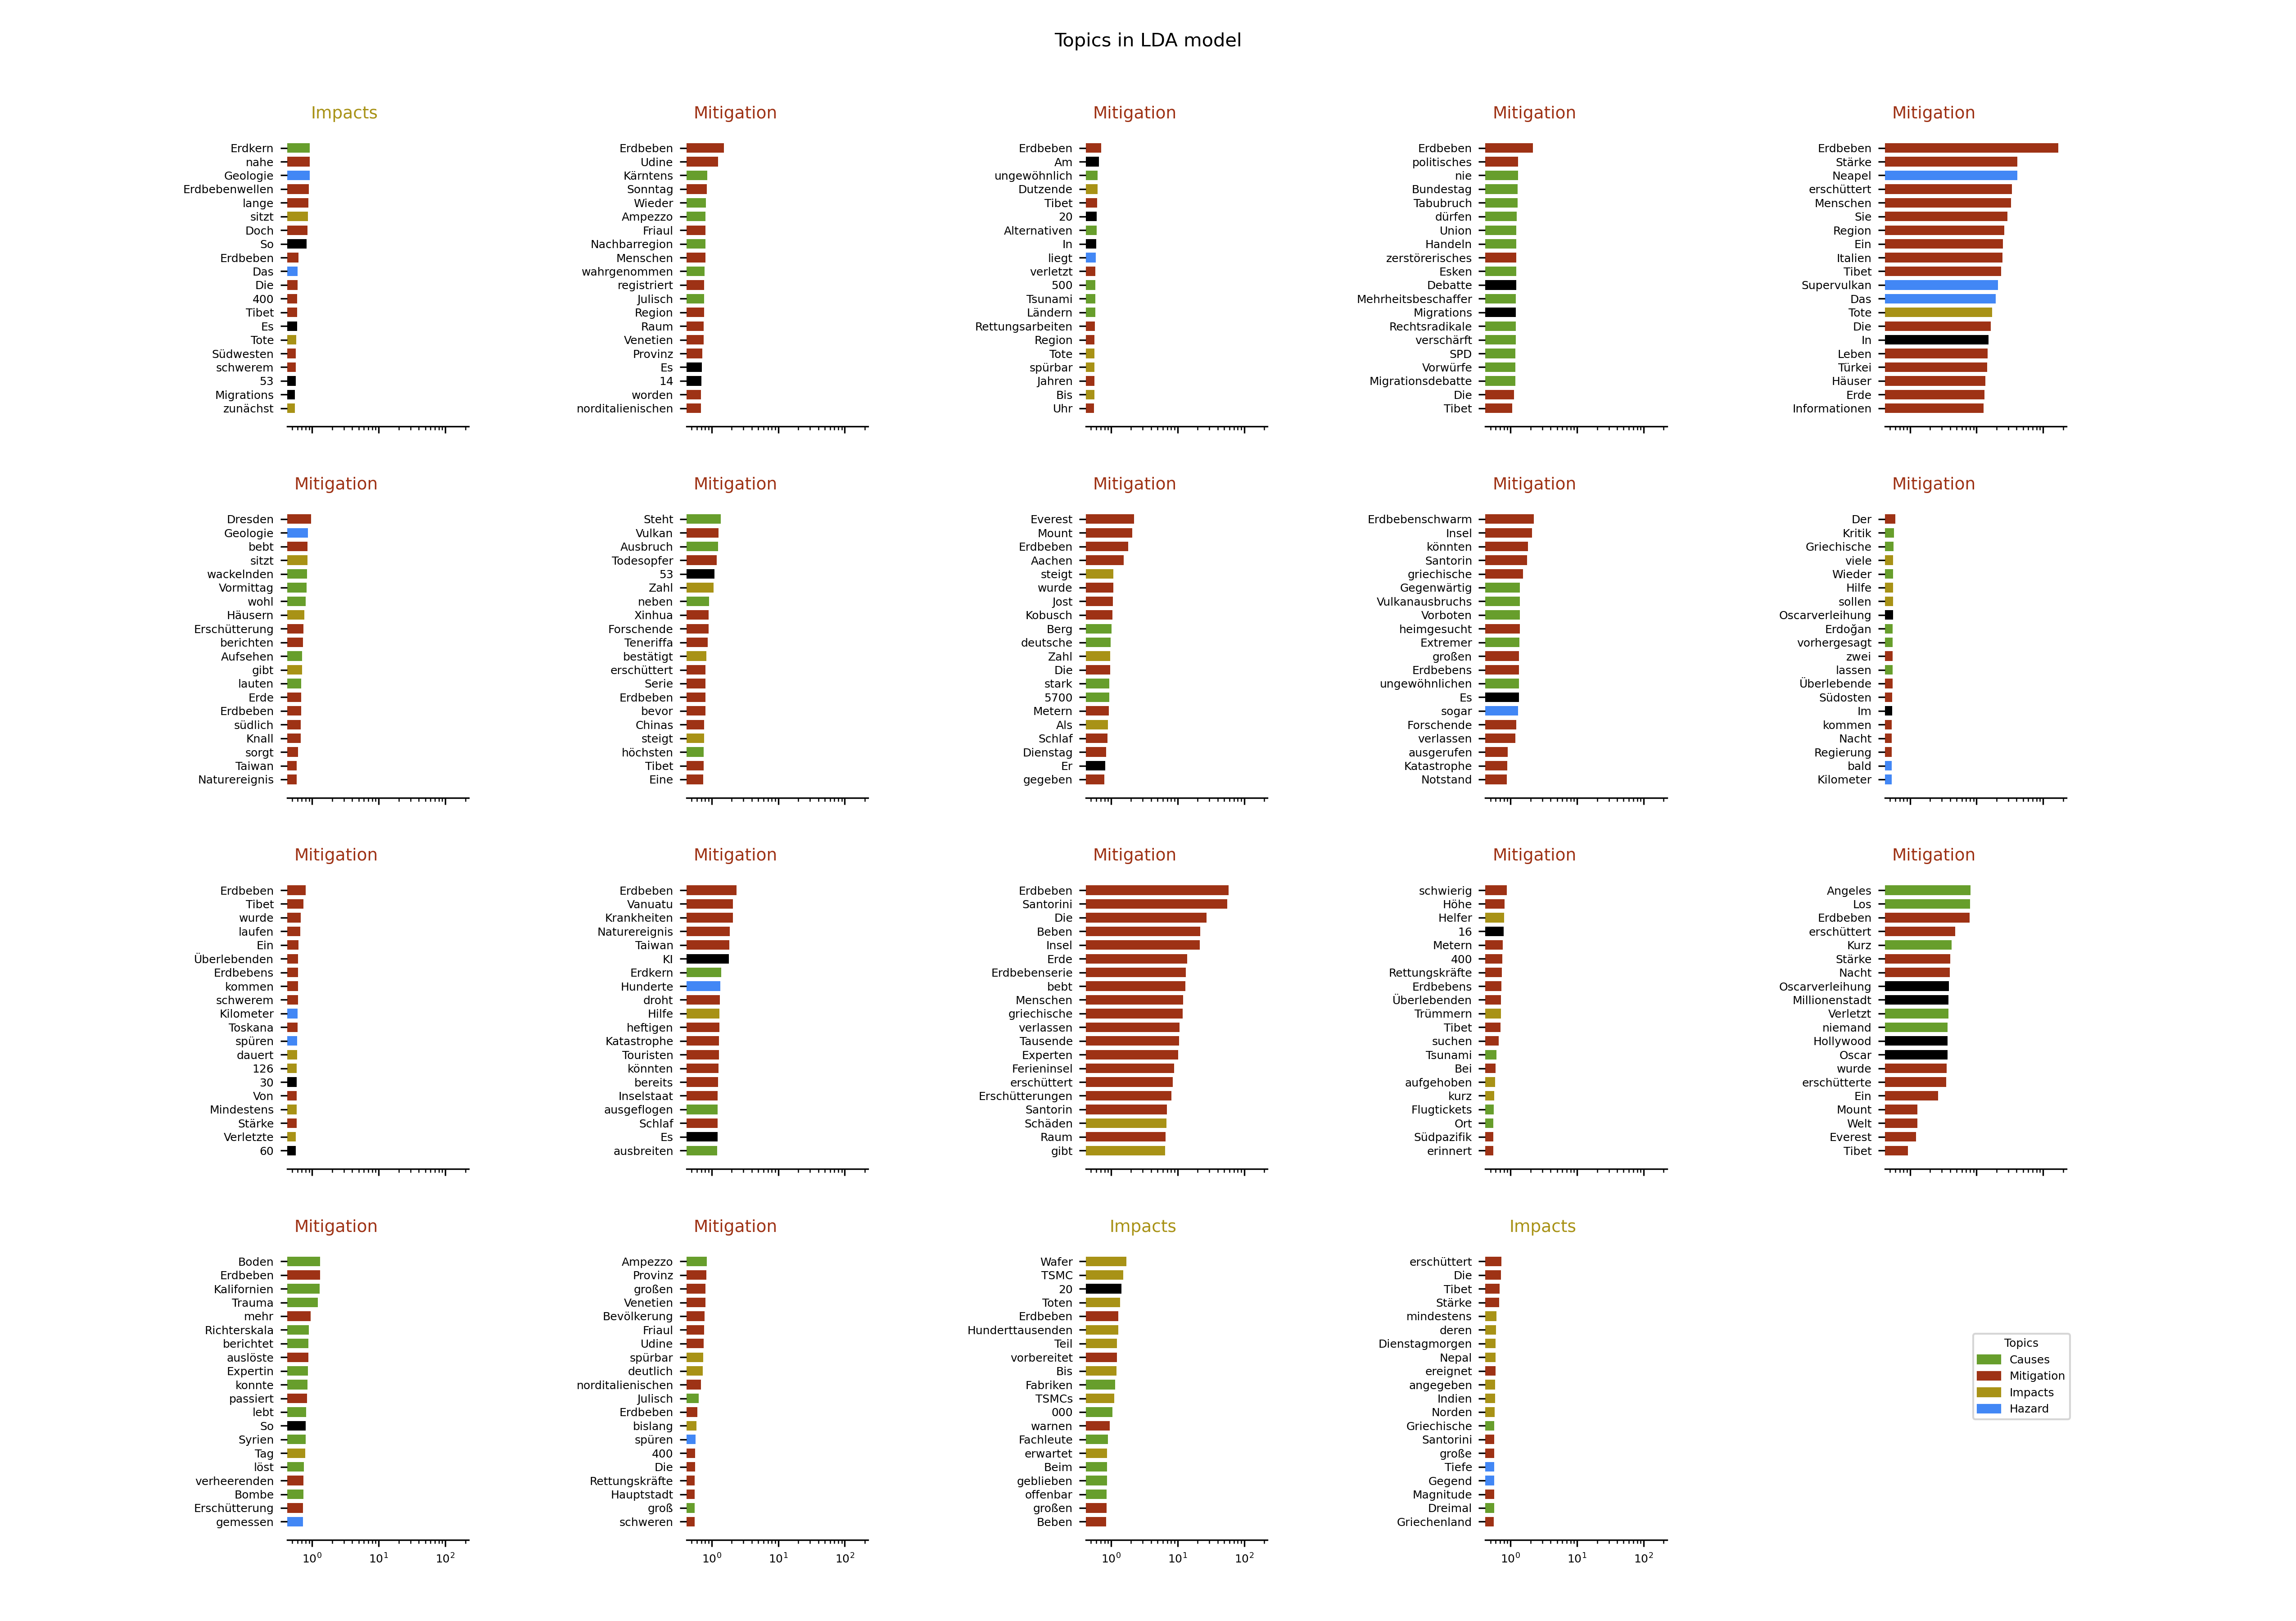 Topics in LDA model
Impacts
Erdkern
nahe
Geologie
Erdbebenwellen
lange
sitzt
Doch
So
Erdbeben
Das
Die
400
Tibet
Es
Tote
Südwesten
schwerem
53
Migrations
zunächst
Mitigation
Erdbeben
Udine
Kärntens
Sonntag
Wieder
Ampezzo
Friaul
Nachbarregion
Menschen
wahrgenommen
registriert
Julisch
Region
Raum
Venetien
Provinz
Es
14
worden
norditalienischen
Mitigation
Erdbeben
Am
ungewöhnlich
Dutzende
Tibet
20
Alternativen
In
liegt
verletzt
500
Tsunami
Ländern
Rettungsarbeiten
Region
Tote
spürbar
Jahren
Bis
Uhr
Mitigation
Erdbeben
politisches
nie
Bundestag
Tabubruch
dürfen
Union
Handeln
zerstörerisches
Esken
Debatte
Mehrheitsbeschaffer
Migrations
Rechtsradikale
verschärft
SPD
Vorwürfe
Migrationsdebatte
Die
Tibet
Mitigation
Erdbeben
Stärke
Neapel
erschüttert
Menschen
Sie
Region
Ein
Italien
Tibet
Supervulkan
Das
Tote
Die
In
Leben
Türkei
Häuser
Erde
Informationen
Mitigation
Dresden
Geologie
bebt
sitzt
wackelnden
Vormittag
wohl
Häusern
Erschütterung
berichten
Aufsehen
gibt
lauten
Erde
Erdbeben
südlich
Knall
sorgt
Taiwan
Naturereignis
Mitigation
Steht
Vulkan
Ausbruch
Todesopfer
53
Zahl
neben
Xinhua
Forschende
Teneriffa
bestätigt
erschüttert
Serie
Erdbeben
bevor
Chinas
steigt
höchsten
Tibet
Eine
Mitigation
Everest
Mount
Erdbeben
Aachen
steigt
wurde
Jost
Kobusch
Berg
deutsche
Zahl
Die
stark
5700
Metern
Als
Schlaf
Dienstag
Er
gegeben
Mitigation
Erdbebenschwarm
Insel
könnten
Santorin
griechische
Gegenwärtig
Vulkanausbruchs
Vorboten
heimgesucht
Extremer
großen
Erdbebens
ungewöhnlichen
Es
sogar
Forschende
verlassen
ausgerufen
Katastrophe
Notstand
Mitigation
Der
Kritik
Griechische
viele
Wieder
Hilfe
sollen
Oscarverleihung
Erdoğan
vorhergesagt
zwei
lassen
Überlebende
Südosten
Im
kommen
Nacht
Regierung
bald
Kilometer
Mitigation
Erdbeben
Tibet
wurde
laufen
Ein
Überlebenden
Erdbebens
kommen
schwerem
Kilometer
Toskana
spüren
dauert
126
30
Von
Mindestens
Stärke
Verletzte
60
Mitigation
Erdbeben
Vanuatu
Krankheiten
Naturereignis
Taiwan
KI
Erdkern
Hunderte
droht
Hilfe
heftigen
Katastrophe
Touristen
könnten
bereits
Inselstaat
ausgeflogen
Schlaf
Es
ausbreiten
Mitigation
Erdbeben
Santorini
Die
Beben
Insel
Erde
Erdbebenserie
bebt
Menschen
griechische
verlassen
Tausende
Experten
Ferieninsel
erschüttert
Erschütterungen
Santorin
Schäden
Raum
gibt
Mitigation
schwierig
Höhe
Helfer
16
Metern
400
Rettungskräfte
Erdbebens
Überlebenden
Trümmern
Tibet
suchen
Tsunami
Bei
aufgehoben
kurz
Flugtickets
Ort
Südpazifik
erinnert
Mitigation
Angeles
Los
Erdbeben
erschüttert
Kurz
Stärke
Nacht
Oscarverleihung
Millionenstadt
Verletzt
niemand
Hollywood
Oscar
wurde
erschütterte
Ein
Mount
Welt
Everest
Tibet
Mitigation
Boden
Erdbeben
Kalifornien
Trauma
mehr
Richterskala
berichtet
auslöste
Expertin
konnte
passiert
lebt
So
Syrien
Tag
löst
verheerenden
Bombe
Erschütterung
gemessen
10⁰ 10¹ 10²
Mitigation
Ampezzo
Provinz
großen
Venetien
Bevölkerung
Friaul
Udine
spürbar
deutlich
norditalienischen
Julisch
Erdbeben
bislang
spüren
400
Die
Rettungskräfte
Hauptstadt
groß
schweren
10⁰ 10¹ 10²
Impacts
Wafer
TSMC
20
Toten
Erdbeben
Hunderttausenden
Teil
vorbereitet
Bis
Fabriken
TSMCs
000
warnen
Fachleute
erwartet
Beim
geblieben
offenbar
großen
Beben
10⁰ 10¹ 10²
Impacts
erschüttert
Die
Tibet
Stärke
mindestens
deren
Dienstagmorgen
Nepal
ereignet
angegeben
Indien
Norden
Griechische
Santorini
große
Tiefe
Gegend
Magnitude
Dreimal
Griechenland
10⁰ 10¹ 10²
Topics
Causes
Mitigation
Impacts
Hazard